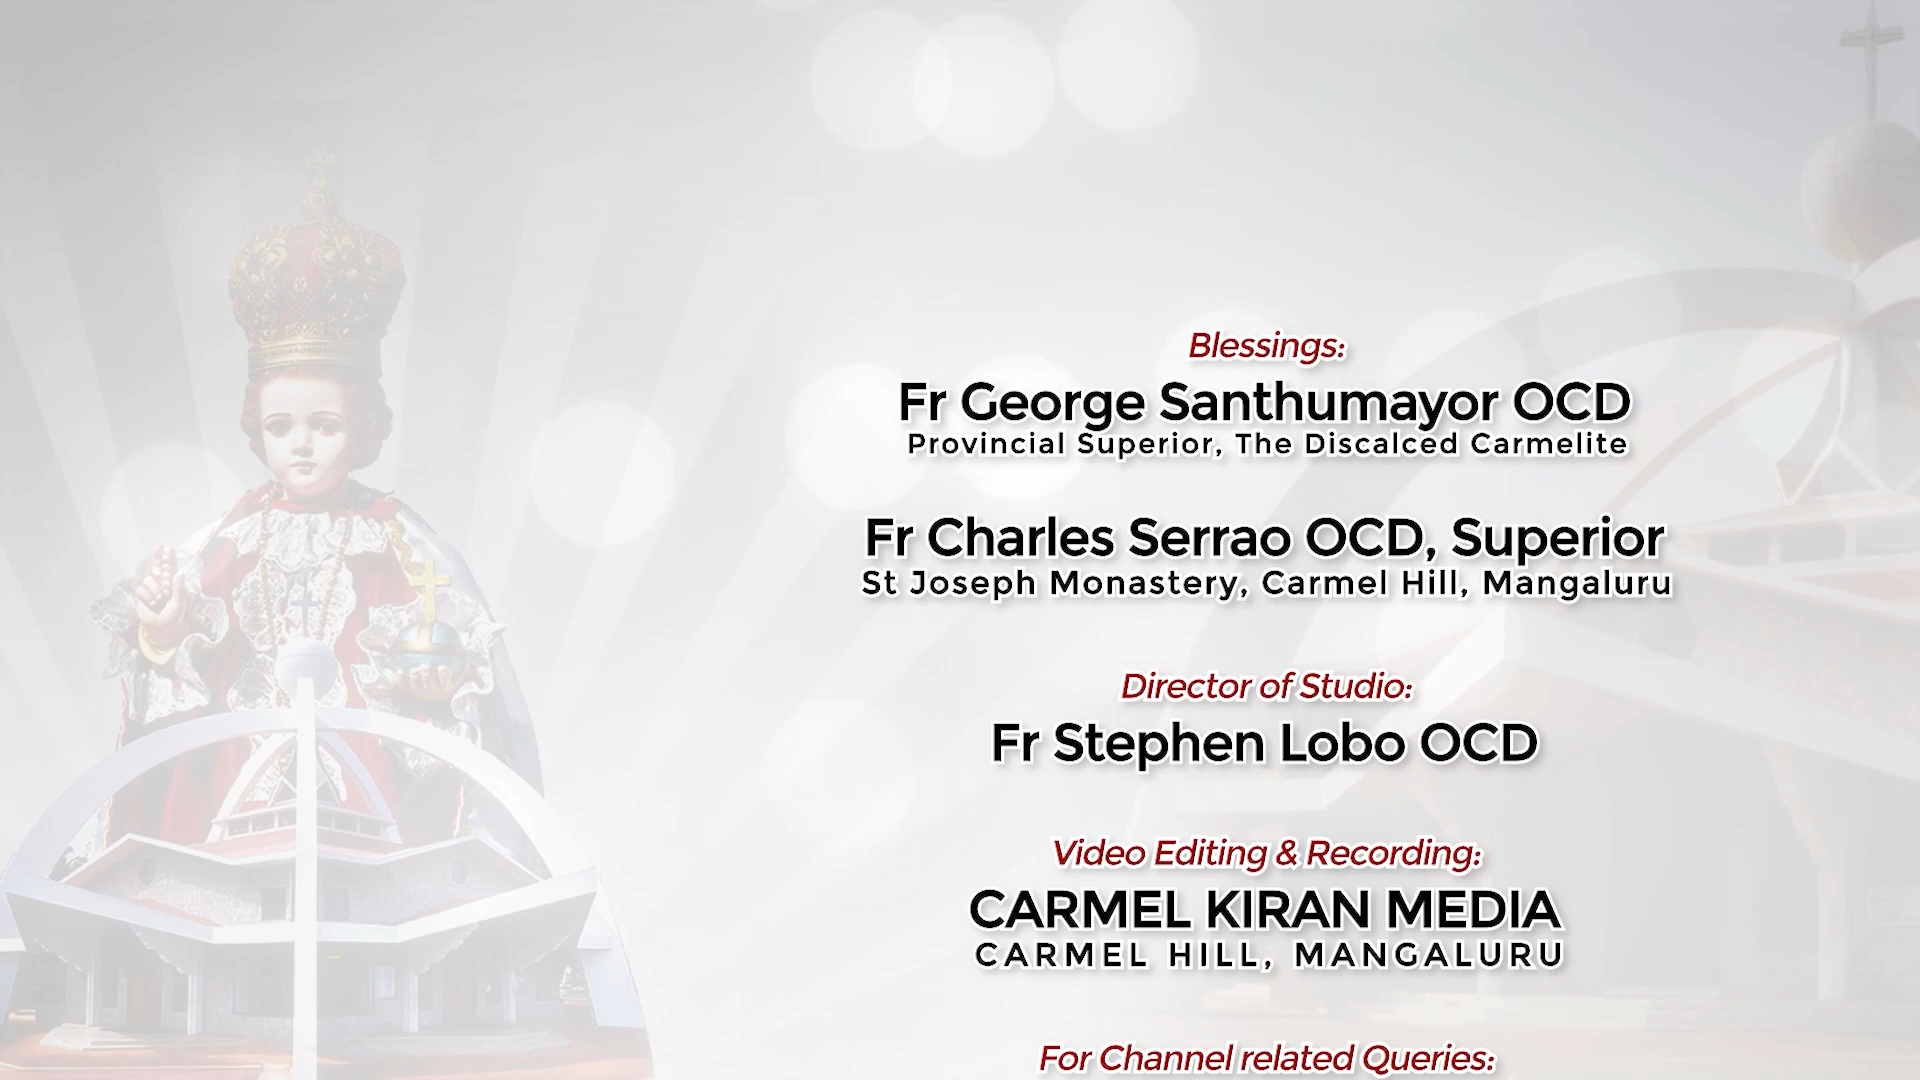 Blessings:
Fr George Santhumayor OCD
Provincial Superior, The Discalced Carmelite
Fr Charles Serrao OCD, Superior
St Joseph Monastery, Carmel Hill, Mangaluru
Director of Studio:
Fr Stephen Lobo OCD
Video Editing & Recording:
CARMEL KIRAN MEDIA
CARMEL HILL, MANGALURU
For Channel related Queries: